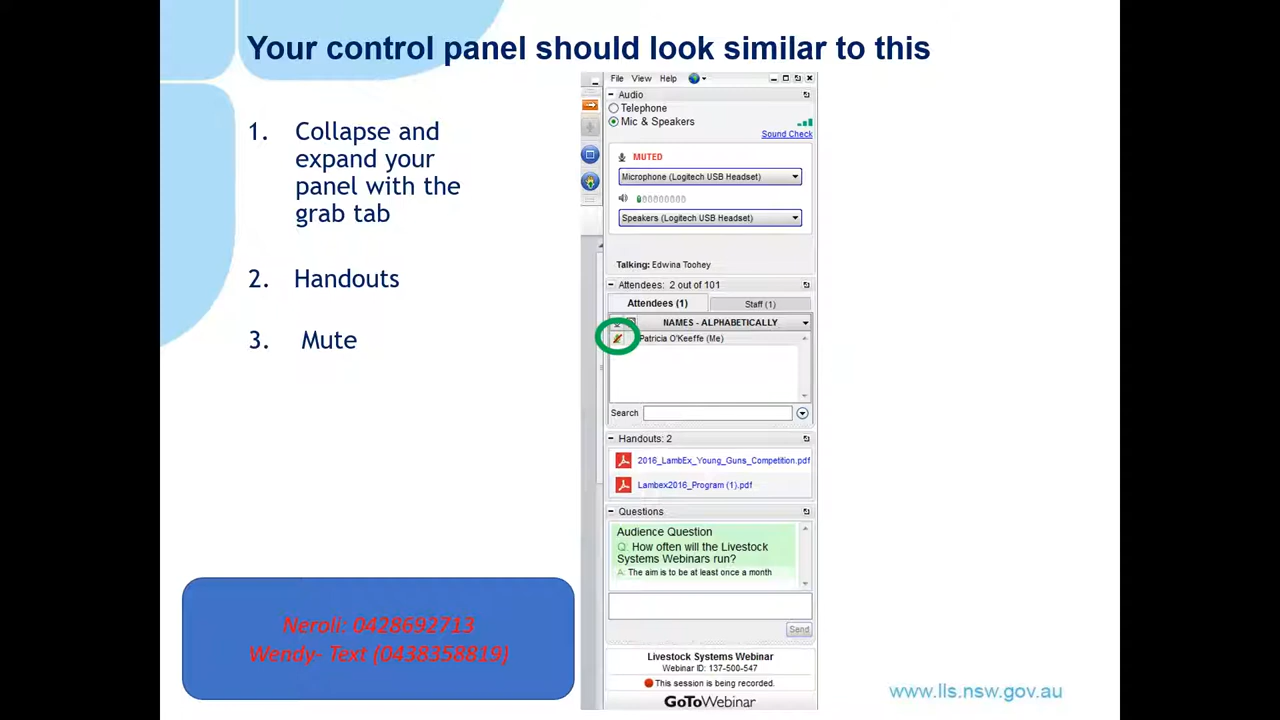 Your control panel should look similar to this
1. Collapse and
expand your
panel with the
grab tab
2. Handouts
3. Mute
Neroli: 0428692713
Wendy- Text (0438358819)
File View Help
Audio
Telephone
Mic & Speakers
Sound Check
MUTED
Microphone (Logitech USB Headset)
Speakers (Logitech USB Headset)
Talking: Edwina Toohey
Attendees: 2 out of 101
Attendees (1) Staff (1)
NAMES - ALPHABETICALLY
Patricia O'Keeffe (Me)
Search
Handouts: 2
2016_LambEx_Young_Guns_Competition.pdf
Lambex2016_Program (1).pdf
Questions
Audience Question
Q: How often will the Livestock
Systems Webinars run?
A: The aim is to be at least once a month
Send
Livestock Systems Webinar
Webinar ID: 137-500-547
This session is being recorded.
GoToWebinar
www.lls.nsw.gov.au